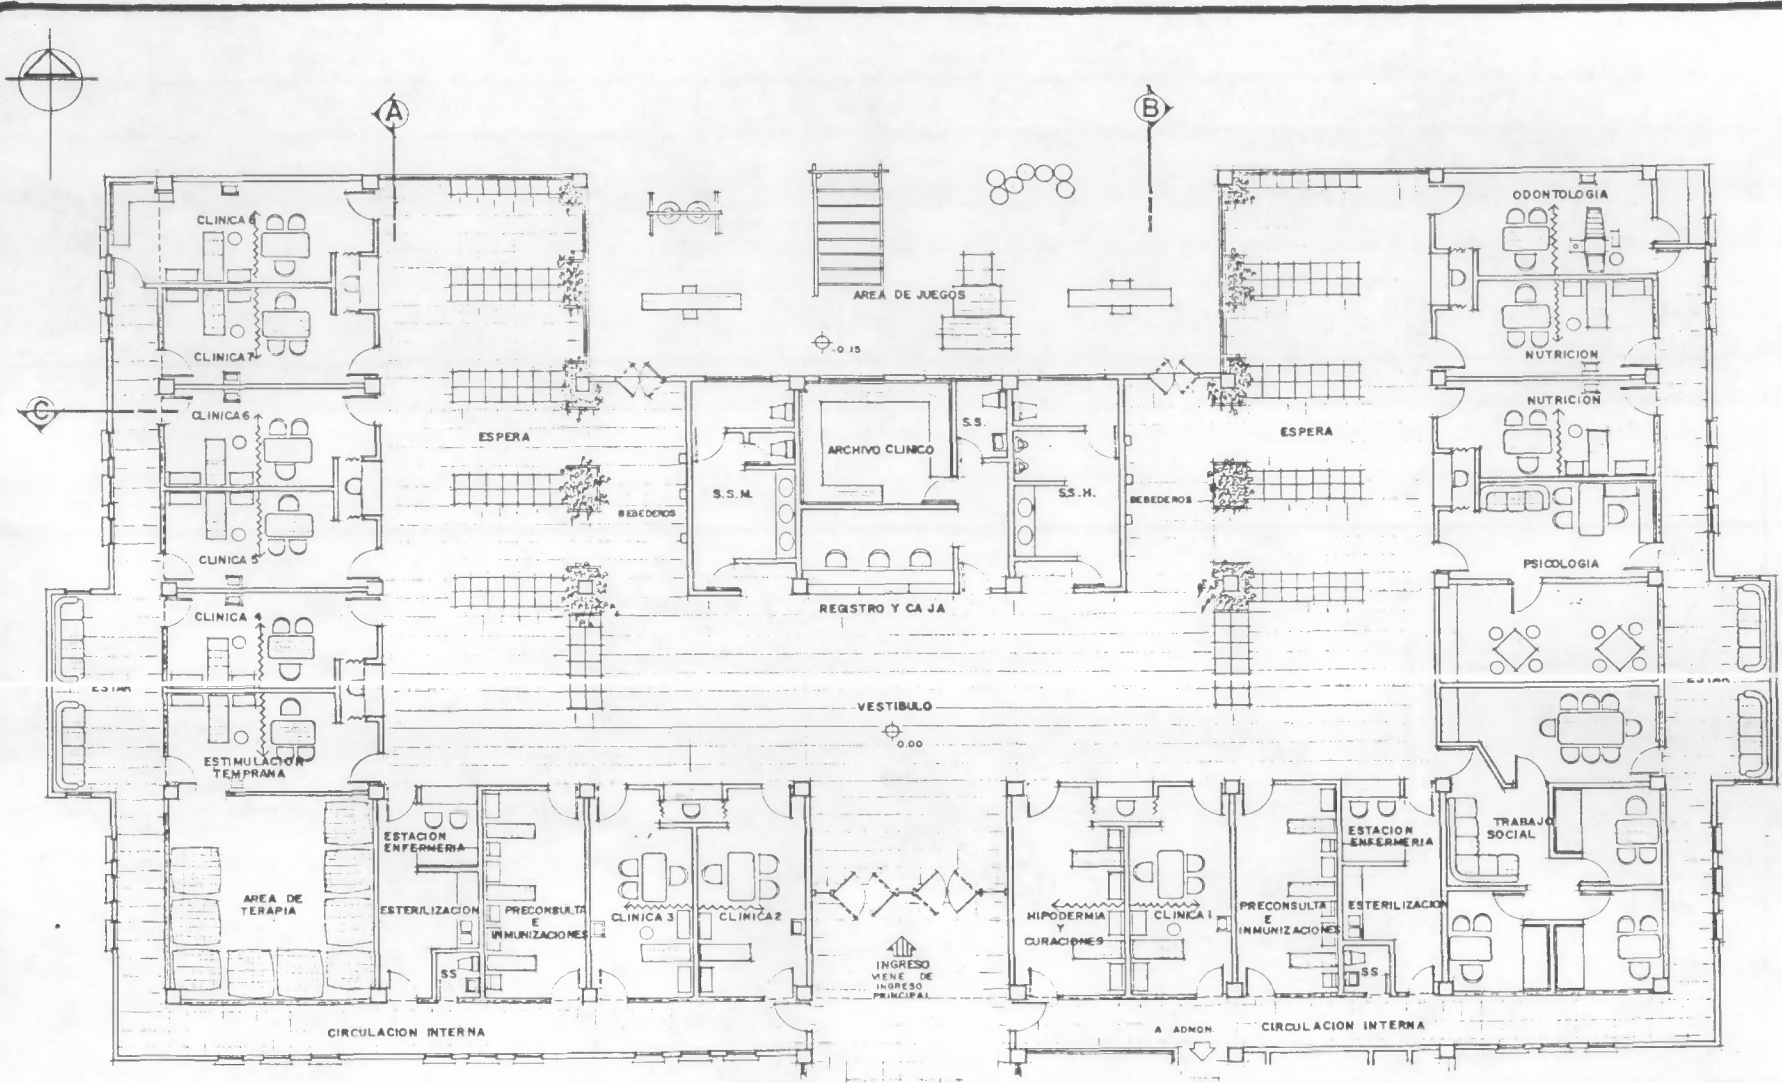 A
B
CLINICA 8
ODONTOLOGIA
AREA DE JUEGOS
-0.15
CLINICA 7
NUTRICION
C
CLINICA 6
NUTRICION
ESPERA
S.S.
ESPERA
ARCHIVO CLINICO
S.S.M.
S.S.H.
BEBEDEROS
BEBEDEROS
CLINICA 5
PSICOLOGIA
REGISTRO Y CAJA
CLINICA 4
ESTAR
ESTAR
VESTIBULO
0.00
ESTIMULACION
TEMPRANA
ESTACION
ENFERMERIA
ESTACION
ENFERMERIA
TRABAJO
SOCIAL
AREA DE
TERAPIA
ESTERILIZACION
PRECONSULTA
E
INMUNIZACIONES
CLINICA 3
CLINICA 2
HIPODERMIA
Y
CURACIONES
CLINICA 1
PRECONSULTA
E
INMUNIZACIONES
ESTERILIZACION
SS
SS
INGRESO
VIENE DE
INGRESO
PRINCIPAL
CIRCULACION INTERNA
A ADMON.
CIRCULACION INTERNA